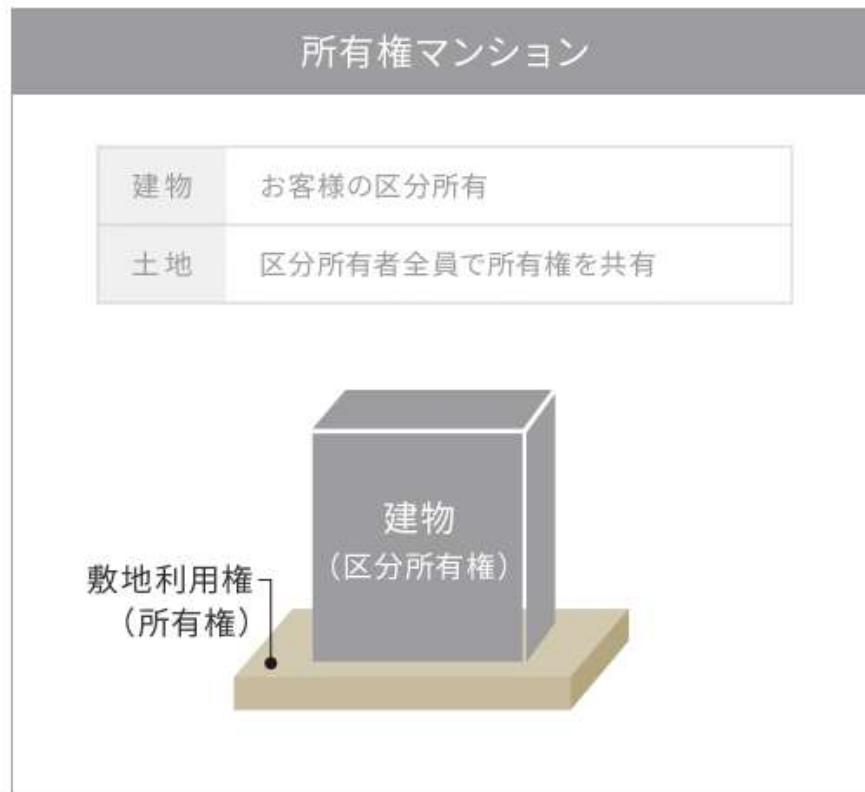 所有権マンション
建物 お客様の区分所有
土地 区分所有者全員で所有権を共有
建物
（区分所有権）
敷地利用権
（所有権）